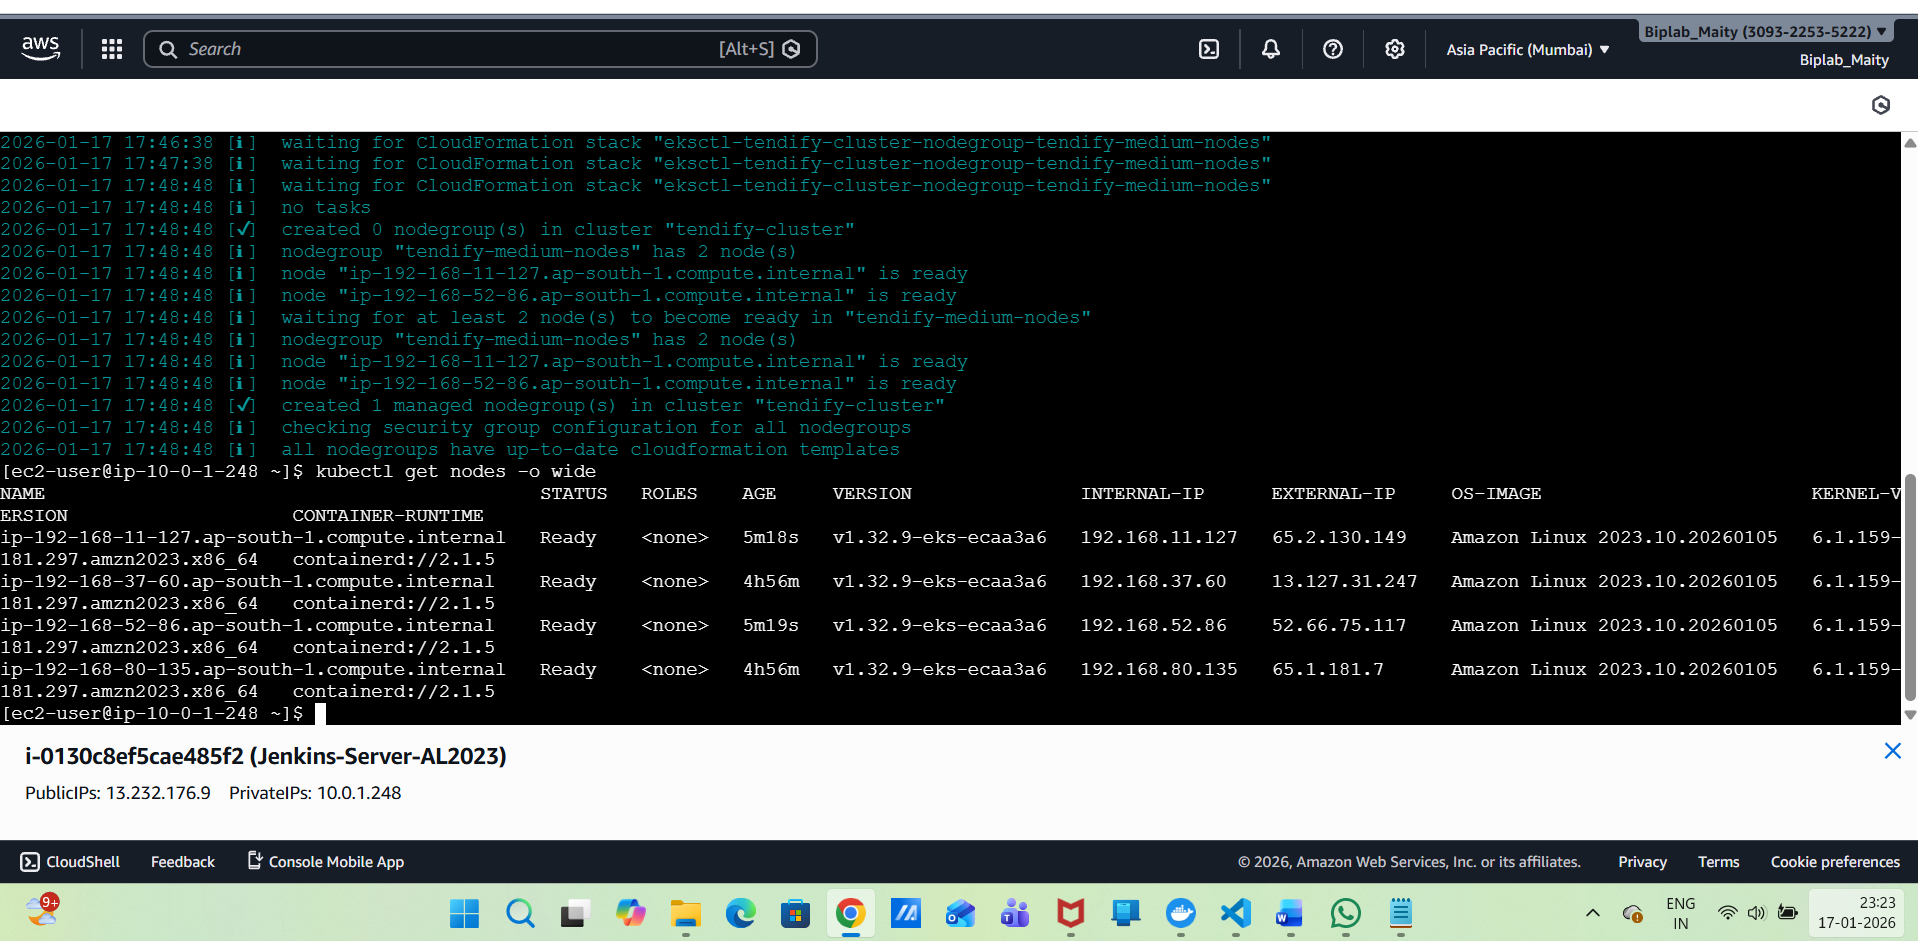 aws
Search [Alt+S]
Asia Pacific (Mumbai) ▼
Biplab_Maity (3093-2253-5222) ▼
Biplab_Maity
2026-01-17 17:46:38 [ℹ]  waiting for CloudFormation stack "eksctl-tendify-cluster-nodegroup-tendify-medium-nodes"
2026-01-17 17:47:38 [ℹ]  waiting for CloudFormation stack "eksctl-tendify-cluster-nodegroup-tendify-medium-nodes"
2026-01-17 17:48:48 [ℹ]  waiting for CloudFormation stack "eksctl-tendify-cluster-nodegroup-tendify-medium-nodes"
2026-01-17 17:48:48 [ℹ]  no tasks
2026-01-17 17:48:48 [✔]  created 0 nodegroup(s) in cluster "tendify-cluster"
2026-01-17 17:48:48 [ℹ]  nodegroup "tendify-medium-nodes" has 2 node(s)
2026-01-17 17:48:48 [ℹ]  node "ip-192-168-11-127.ap-south-1.compute.internal" is ready
2026-01-17 17:48:48 [ℹ]  node "ip-192-168-52-86.ap-south-1.compute.internal" is ready
2026-01-17 17:48:48 [ℹ]  waiting for at least 2 node(s) to become ready in "tendify-medium-nodes"
2026-01-17 17:48:48 [ℹ]  nodegroup "tendify-medium-nodes" has 2 node(s)
2026-01-17 17:48:48 [ℹ]  node "ip-192-168-11-127.ap-south-1.compute.internal" is ready
2026-01-17 17:48:48 [ℹ]  node "ip-192-168-52-86.ap-south-1.compute.internal" is ready
2026-01-17 17:48:48 [✔]  created 1 managed nodegroup(s) in cluster "tendify-cluster"
2026-01-17 17:48:48 [ℹ]  checking security group configuration for all nodegroups
2026-01-17 17:48:48 [ℹ]  all nodegroups have up-to-date cloudformation templates
[ec2-user@ip-10-0-1-248 ~]$ kubectl get nodes -o wide
NAME STATUS ROLES AGE VERSION INTERNAL-IP EXTERNAL-IP OS-IMAGE KERNEL-V
ERSION CONTAINER-RUNTIME
ip-192-168-11-127.ap-south-1.compute.internal Ready <none> 5m18s v1.32.9-eks-ecaa3a6 192.168.11.127 65.2.130.149 Amazon Linux 2023.10.20260105 6.1.159-
181.297.amzn2023.x86_64 containerd://2.1.5
ip-192-168-37-60.ap-south-1.compute.internal Ready <none> 4h56m v1.32.9-eks-ecaa3a6 192.168.37.60 13.127.31.247 Amazon Linux 2023.10.20260105 6.1.159-
181.297.amzn2023.x86_64 containerd://2.1.5
ip-192-168-52-86.ap-south-1.compute.internal Ready <none> 5m19s v1.32.9-eks-ecaa3a6 192.168.52.86 52.66.75.117 Amazon Linux 2023.10.20260105 6.1.159-
181.297.amzn2023.x86_64 containerd://2.1.5
ip-192-168-80-135.ap-south-1.compute.internal Ready <none> 4h56m v1.32.9-eks-ecaa3a6 192.168.80.135 65.1.181.7 Amazon Linux 2023.10.20260105 6.1.159-
181.297.amzn2023.x86_64 containerd://2.1.5
[ec2-user@ip-10-0-1-248 ~]$
i-0130c8ef5cae485f2 (Jenkins-Server-AL2023)
PublicIPs: 13.232.176.9 PrivateIPs: 10.0.1.248
CloudShell Feedback Console Mobile App © 2026, Amazon Web Services, Inc. or its affiliates. Privacy Terms Cookie preferences
9+
ENG
IN
23:23
17-01-2026